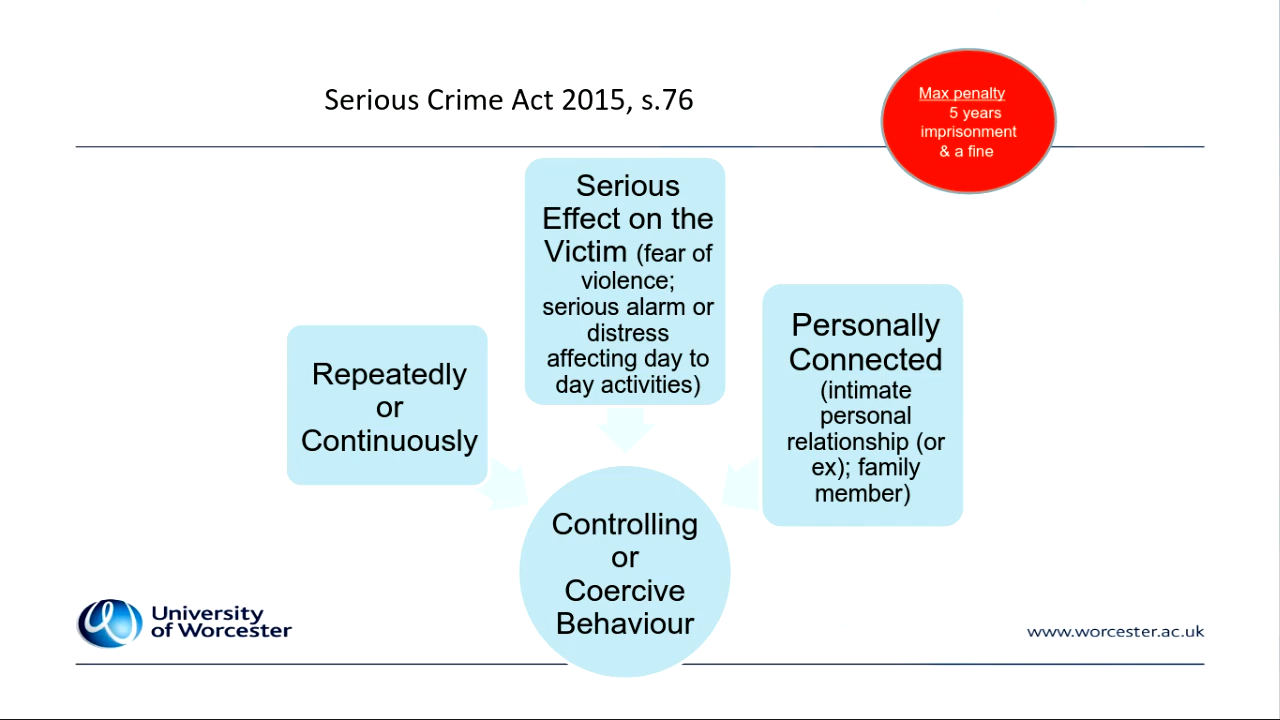 Serious Crime Act 2015, s.76
Max penalty
5 years
imprisonment
& a fine
Serious
Effect on the
Victim (fear of
violence;
serious alarm or
distress
affecting day to
day activities)
Repeatedly
or
Continuously
Personally
Connected
(intimate
personal
relationship (or
ex); family
member)
Controlling
or
Coercive
Behaviour
University
of Worcester
www.worcester.ac.uk